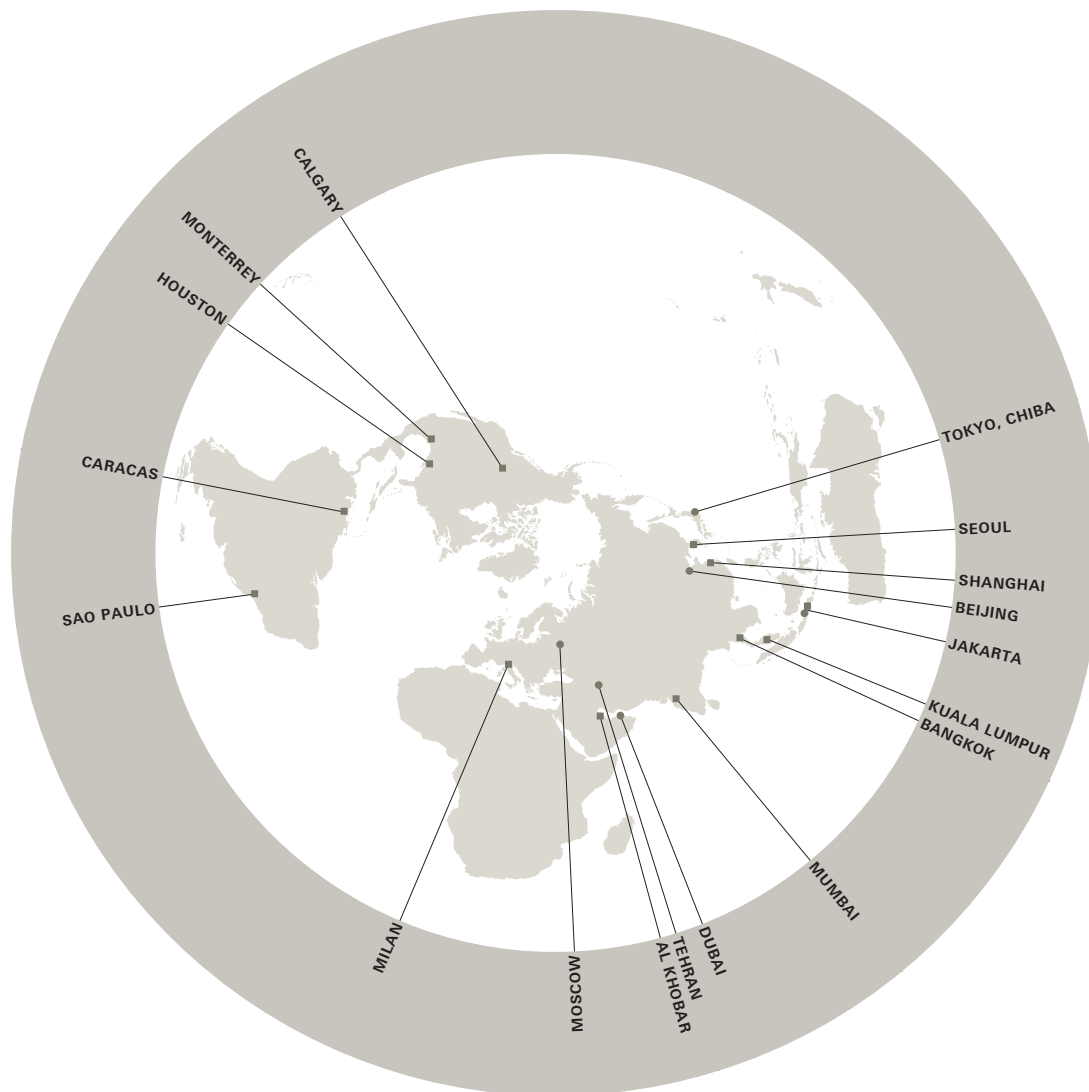 CALGARY
MONTERREY
HOUSTON
CARACAS
SAO PAULO
TOKYO, CHIBA
SEOUL
SHANGHAI
BEIJING
JAKARTA
KUALA LUMPUR
BANGKOK
MUMBAI
DUBAI
TEHRAN
AL KHOBAR
MOSCOW
MILAN